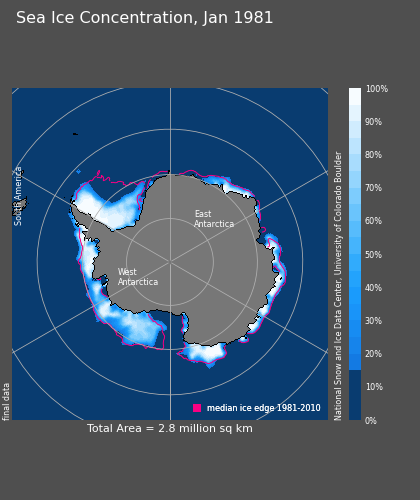 Sea Ice Concentration, Jan 1981
South America
East
Antarctica
West
Antarctica
final data
median ice edge 1981-2010
Total Area = 2.8 million sq km
National Snow and Ice Data Center, University of Colorado Boulder
100%
90%
80%
70%
60%
50%
40%
30%
20%
10%
0%